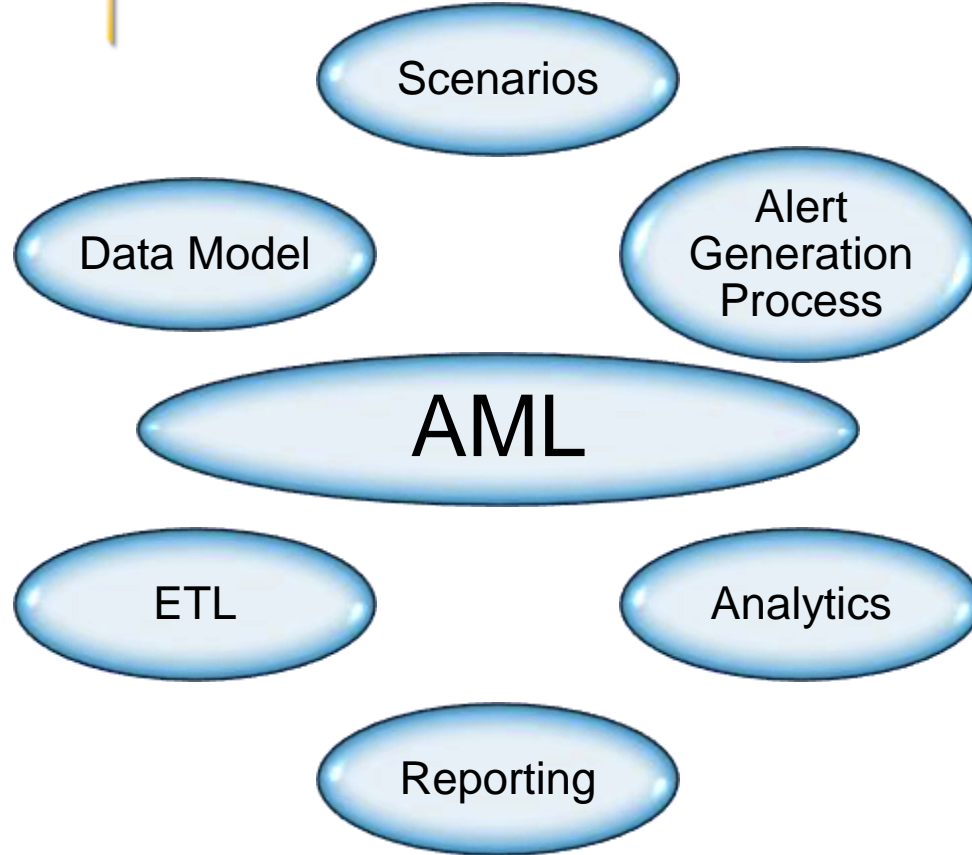 Scenarios
Data Model
Alert
Generation
Process
AML
ETL
Analytics
Reporting